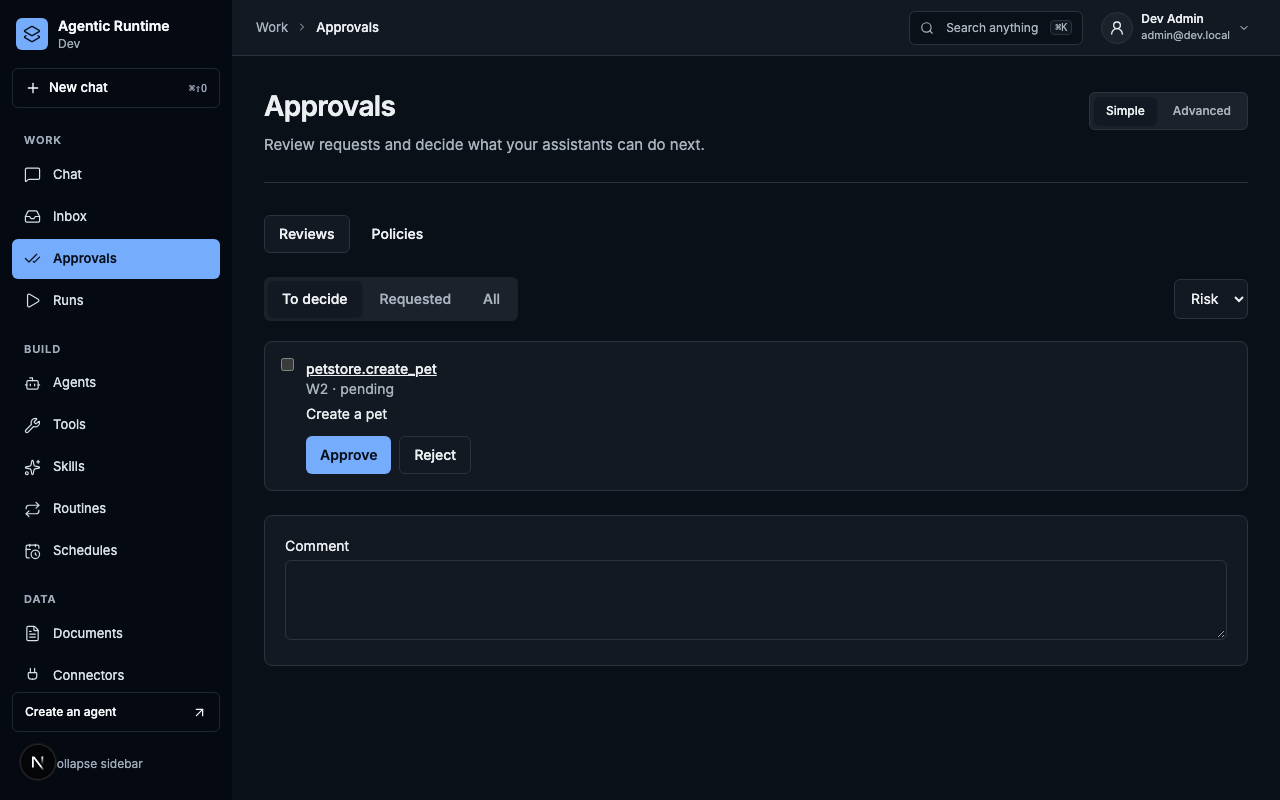 Agentic Runtime
Dev
New chat
⌘⇧O
WORK
Chat
Inbox
Approvals
Runs
BUILD
Agents
Tools
Skills
Routines
Schedules
DATA
Documents
Connectors
Create an agent
N
ollapse sidebar
Work > Approvals
Search anything ⌘K
Dev Admin
admin@dev.local
Approvals
Simple Advanced
Review requests and decide what your assistants can do next.
Reviews Policies
To decide Requested All
Risk
petstore.create_pet
W2 · pending
Create a pet
Approve Reject
Comment